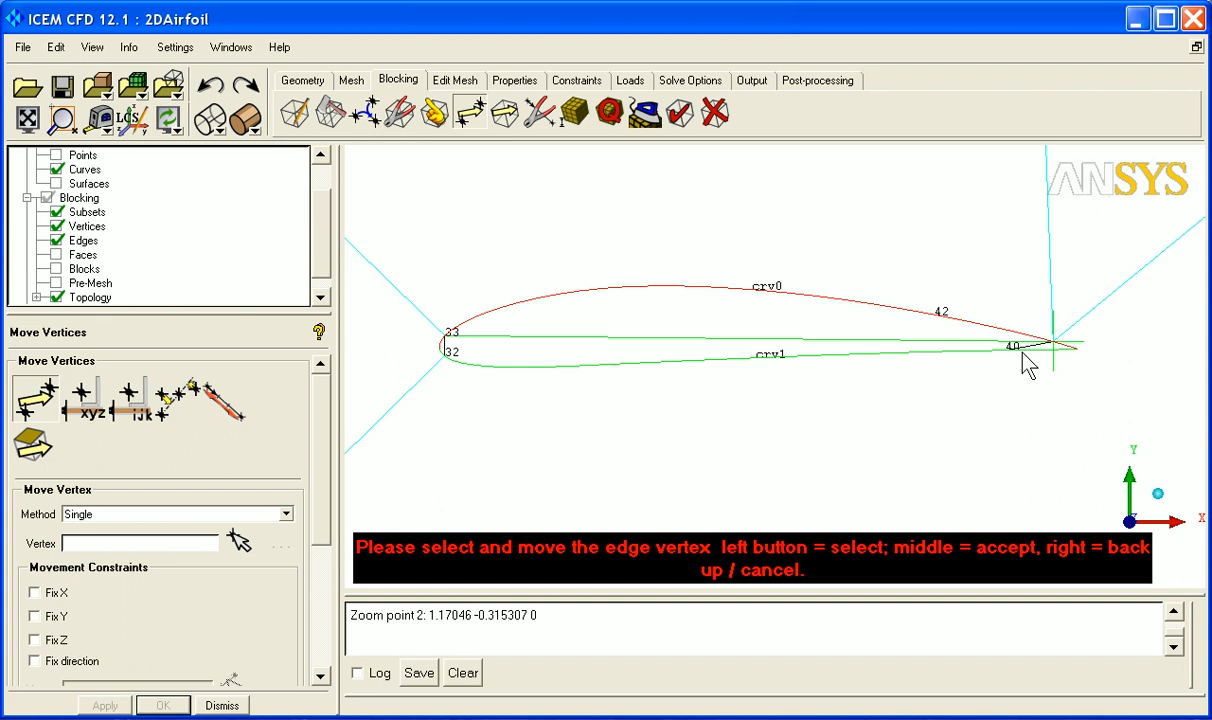 ICEM CFD 12.1 : 2DAirfoil
File Edit View Info Settings Windows Help
Geometry Mesh Blocking Edit Mesh Properties Constraints Loads Solve Options Output Post-processing
LCS
Points
Curves
Surfaces
Blocking
Subsets
Vertices
Edges
Faces
Blocks
Pre-Mesh
Topology
Move Vertices
Move Vertices
xyz ijk
Move Vertex
Method Single
Vertex
Movement Constraints
Fix X
Fix Y
Fix Z
Fix direction
Apply OK Dismiss
ANSYS
crv0
42
33
40
32
crv1
Y
Z
X
Please select and move the edge vertex left button = select; middle = accept, right = back
up / cancel.
Zoom point 2: 1.17046 -0.315307 0
Log Save Clear